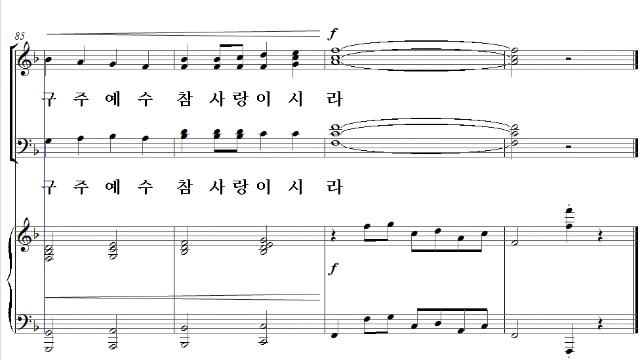 85
f
구 주 예 수 참 사 랑 이 시 라
구 주 예 수 참 사 랑 이 시 라
f